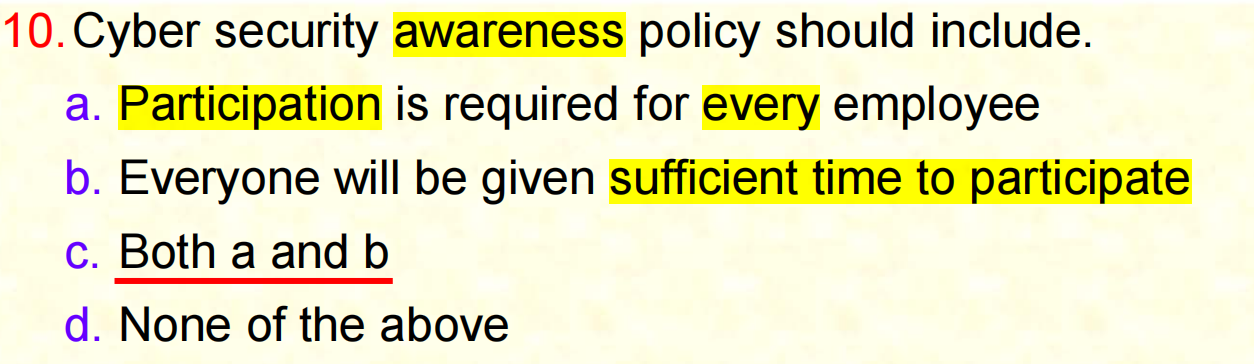 10. Cyber security awareness policy should include.
a. Participation is required for every employee
b. Everyone will be given sufficient time to participate
c. Both a and b
d. None of the above